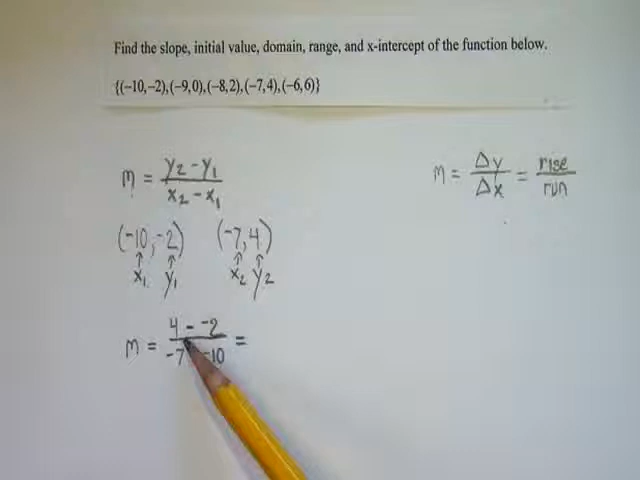 Find the slope, initial value, domain, range, and x-intercept of the function below.
{(−10,−2),(−9,0),(−8,2),(−7,4),(−6,6)}
m = y₂ - y₁ / x₂ - x₁
m = Δy / Δx = rise / run
(-10, -2) (-7, 4)
↑ ↑ ↑ ↑
x₁ y₁ x₂ y₂
m = 4 - -2 / -7 -10 =